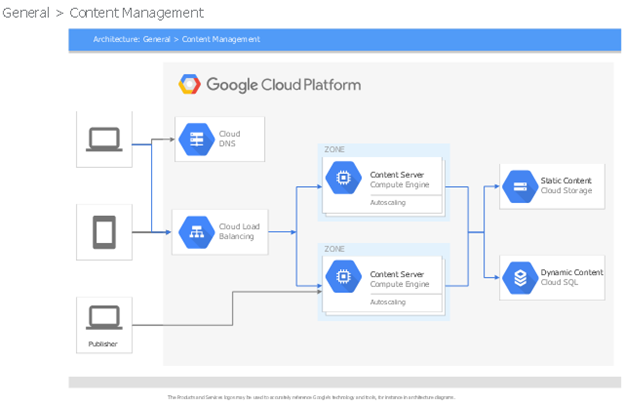 General > Content Management
Architecture: General > Content Management
Google Cloud Platform
Cloud
DNS
Cloud Load
Balancing
ZONE
Content Server
Compute Engine
Autoscaling
ZONE
Content Server
Compute Engine
Autoscaling
Static Content
Cloud Storage
Dynamic Content
Cloud SQL
Publisher
The Products and Services logos may be used to accurately reference Google's technology and tools, for instance in architecture diagrams.